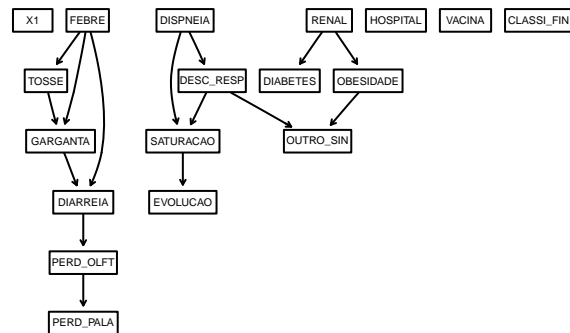 X1 FEBRE DISPNEIA RENAL HOSPITAL VACINA CLASSI_FIN
TOSSE DESC_RESP DIABETES OBESIDADE
GARGANTA SATURACAO OUTRO_SIN
DIARREIA EVOLUCAO
PERD_OLFT
PERD_PALA